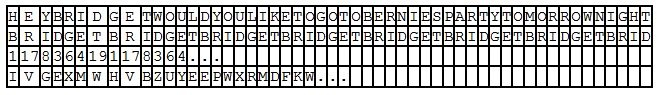 HEYBRIDGETWOULDYOULIKETOGOTOBERNIESPARTYTOMORROWNIGHT
BRIDGETBRIDGETBRIDGETBRIDGETBRIDGETBRIDGETBRIDGETBRID
1178364191178364...
IVGEXMWHVBZUYEEPWXRMDFKW...